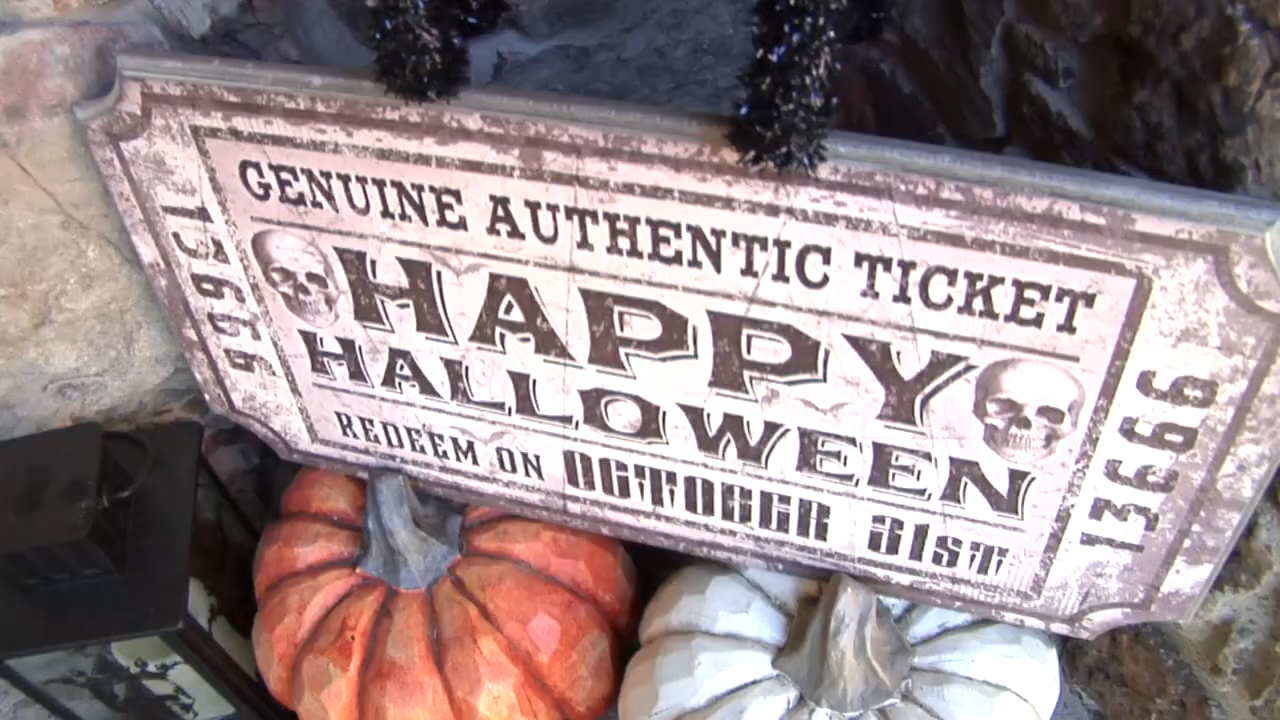 GENUINE AUTHENTIC TICKET
HAPPY
HALLOWEEN
REDEEM ON OCTOBER 31ST
13666
13666